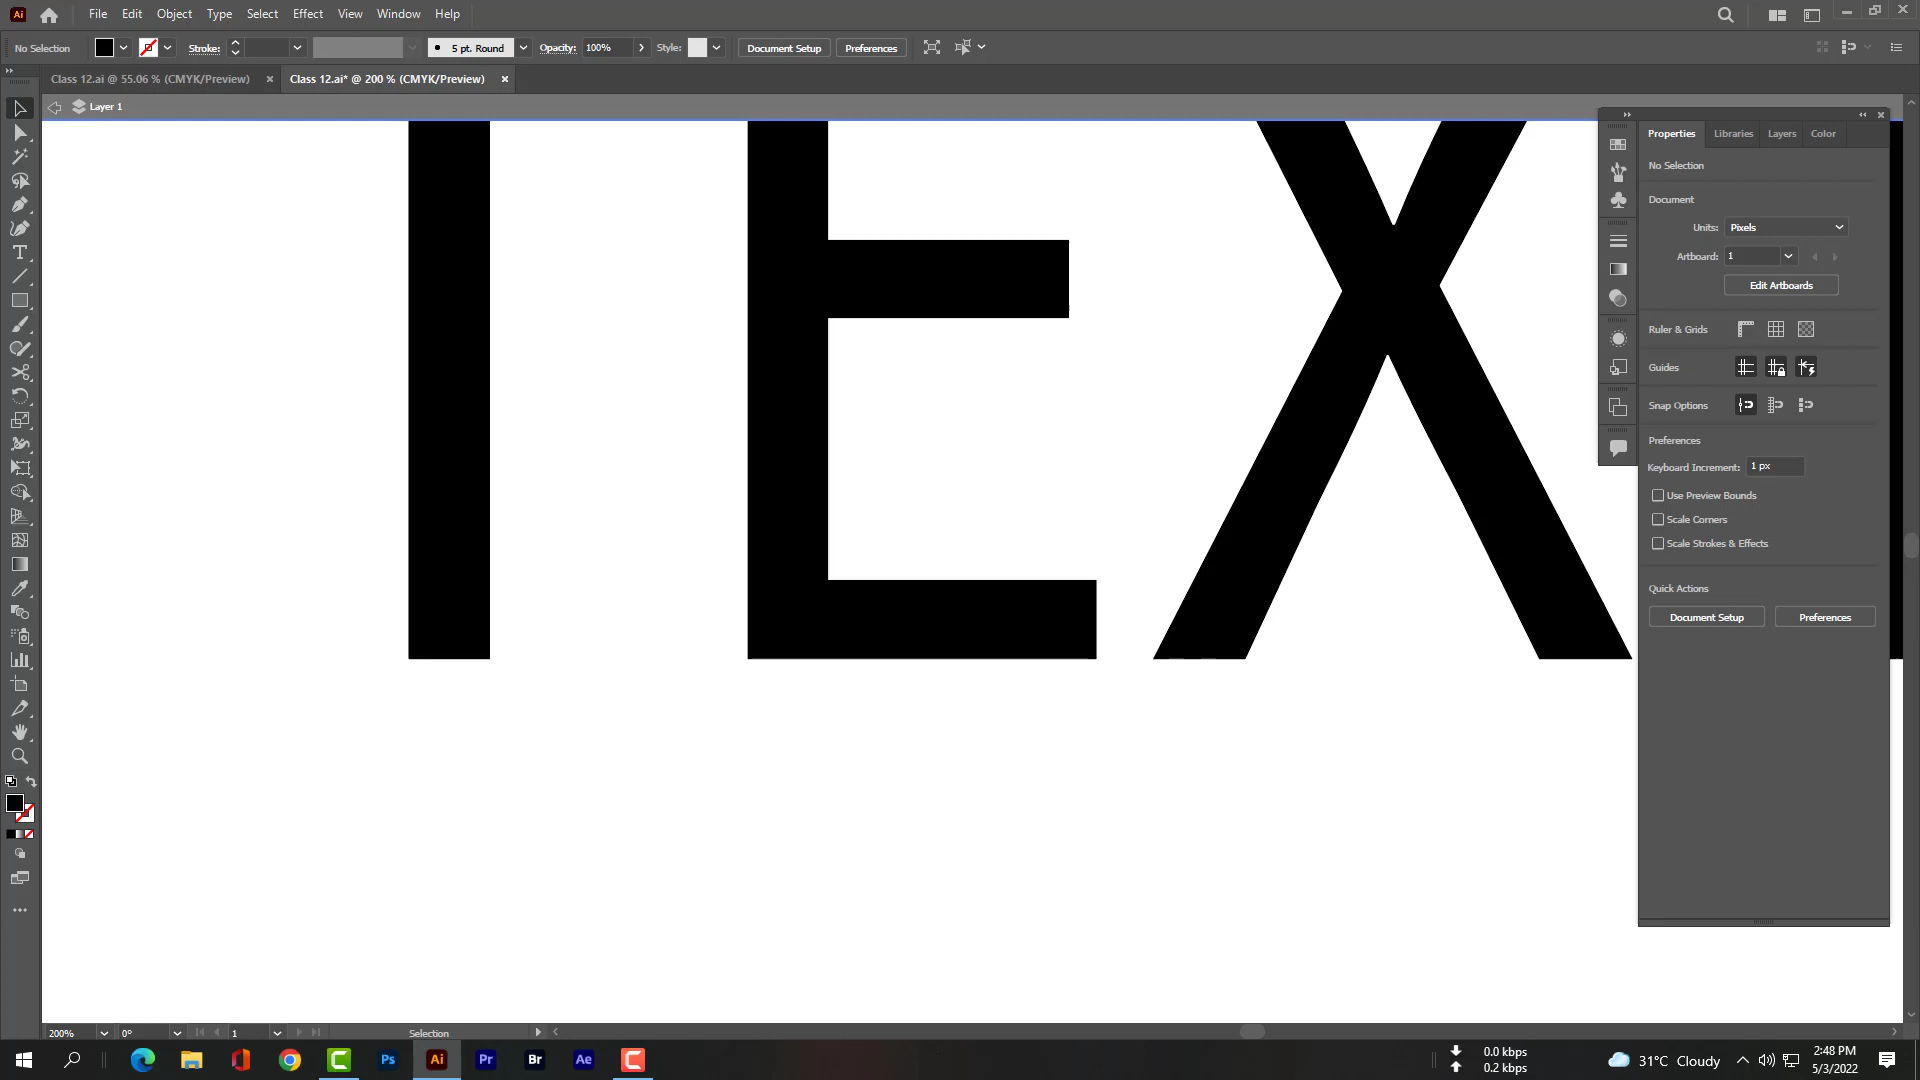 Ai File Edit Object Type Select Effect View Window Help
No Selection Stroke: 5 pt. Round Opacity: 100% Style: Document Setup Preferences
Class 12.ai @ 55.06 % (CMYK/Preview) × Class 12.ai* @ 200 % (CMYK/Preview) ×
Layer 1
TEX
Properties Libraries Layers Color
No Selection
Document
Units: Pixels
Artboard: 1
Edit Artboards
Ruler & Grids
Guides
Snap Options
Preferences
Keyboard Increment: 1 px
Use Preview Bounds
Scale Corners
Scale Strokes & Effects
Quick Actions
Document Setup Preferences
200% 0° 1 Selection
Ps Ai Pr Br Ae
0.0 kbps
0.2 kbps
31°C Cloudy
2:48 PM
5/3/2022